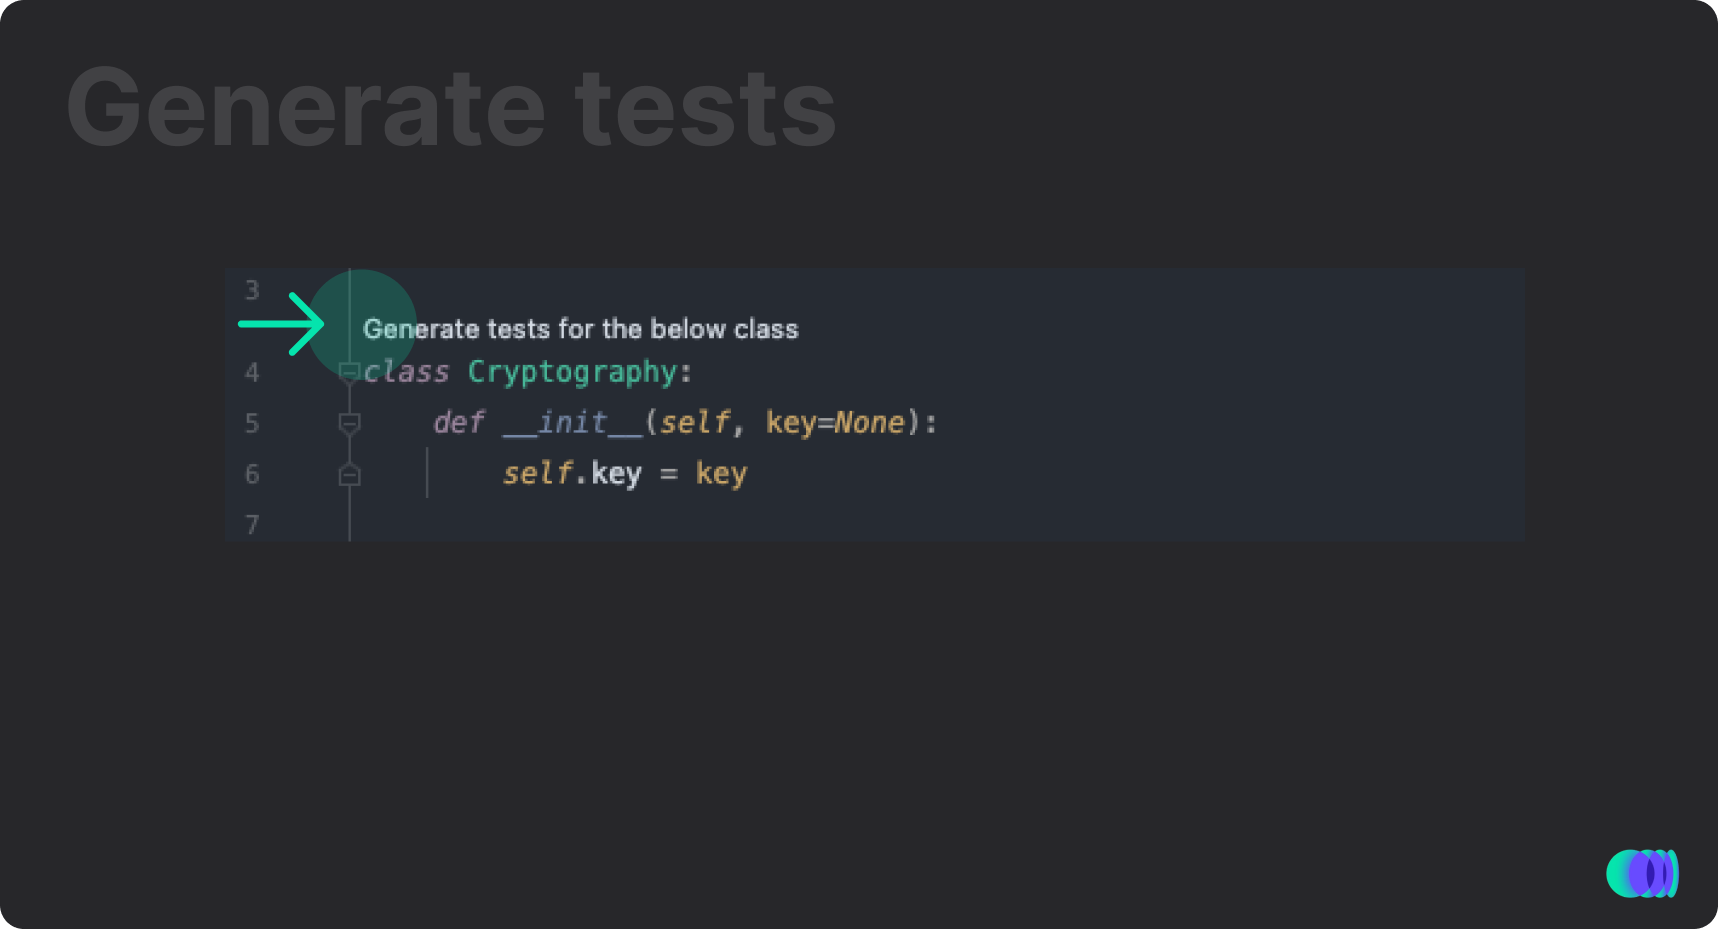 Generate tests
3
Generate tests for the below class
4 class Cryptography:
5 def __init__(self, key=None):
6 self.key = key
7